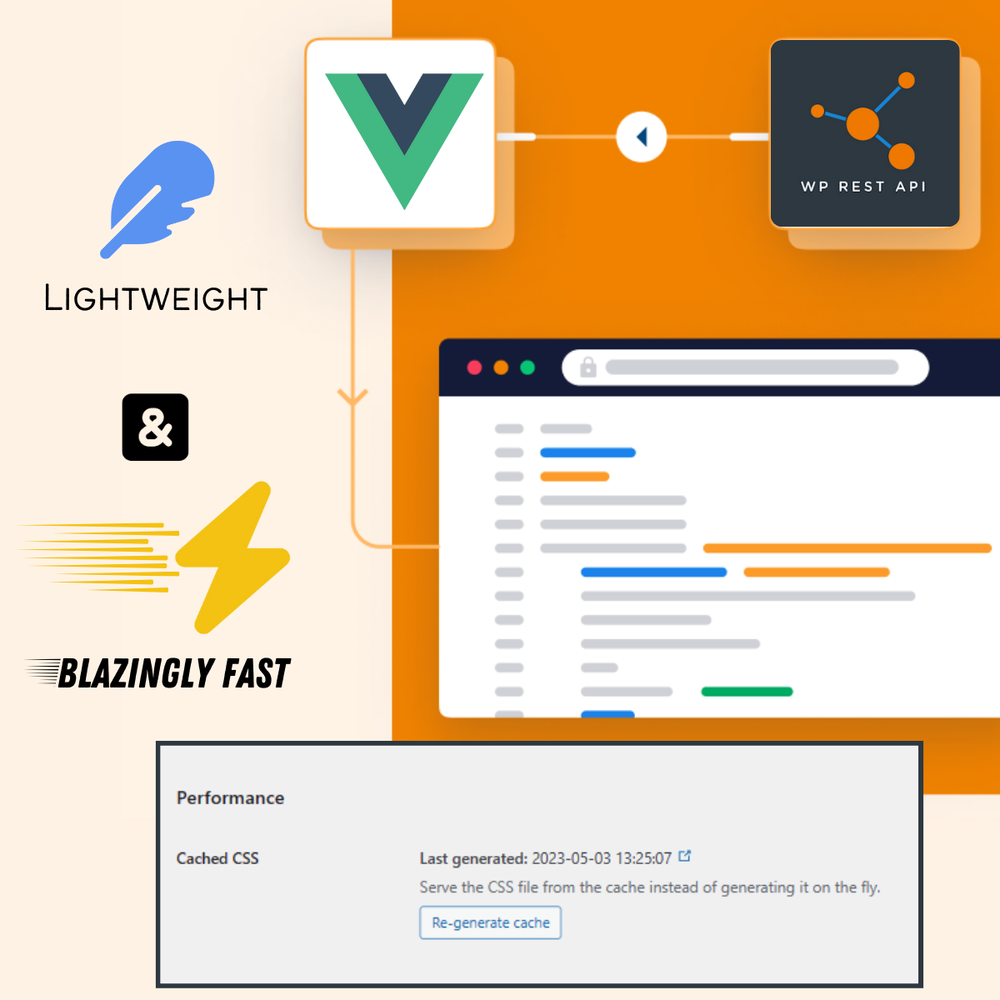 WP REST API
LIGHTWEIGHT
&
BLAZINGLY FAST
Performance
Cached CSS
Last generated: 2023-05-03 13:25:07
Serve the CSS file from the cache instead of generating it on the fly.
Re-generate cache